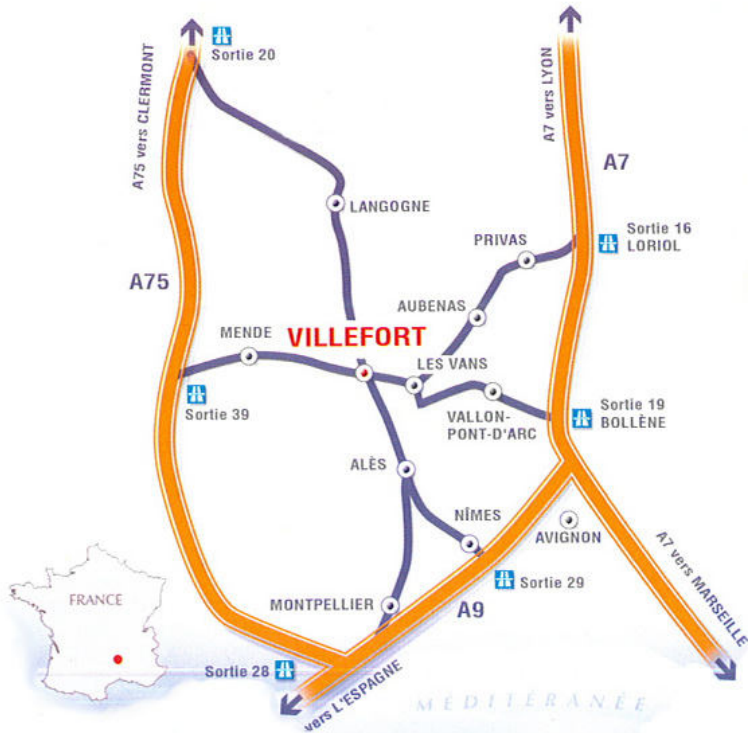 Sortie 20
A75 vers CLERMONT
A7 vers LYON
A7
LANGOGNE
PRIVAS
Sortie 16
LORIOL
A75
AUBENAS
MENDE
VILLEFORT
LES VANS
Sortie 39
VALLON-
PONT-D'ARC
Sortie 19
BOLLÈNE
ALÈS
NÎMES
AVIGNON
A7 vers MARSEILLE
Sortie 29
FRANCE
MONTPELLIER
A9
Sortie 28
vers L'ESPAGNE
MÉDITÉRANÉE